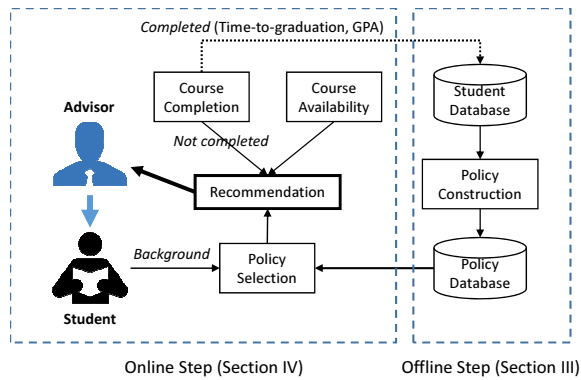 Completed (Time-to-graduation, GPA)
Course
Completion
Course
Availability
Student
Database
Advisor
Not completed
Recommendation
Policy
Construction
Background
Policy
Selection
Policy
Database
Student
Online Step (Section IV)
Offline Step (Section III)